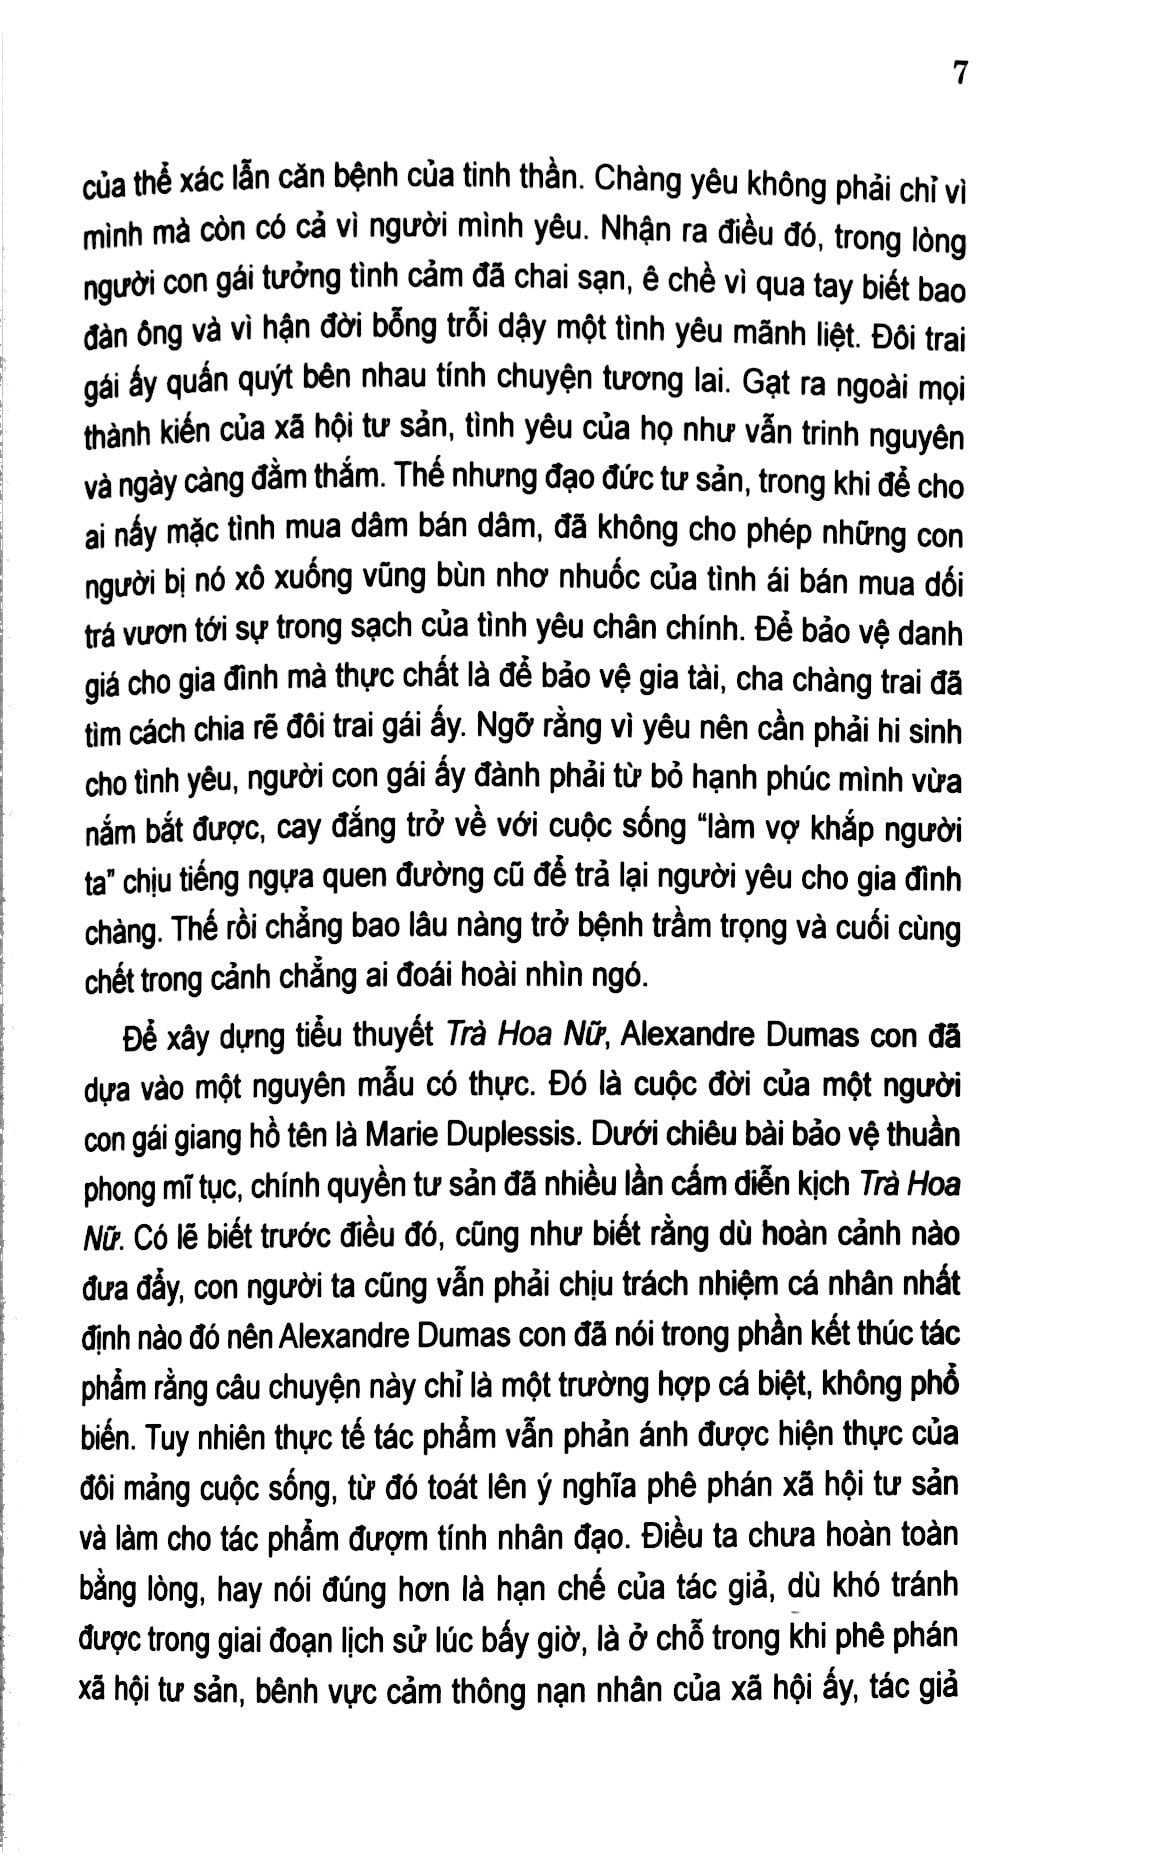 7
của thể xác lẫn căn bệnh của tinh thần. Chàng yêu không phải chỉ vì
mình mà còn có cả vì người mình yêu. Nhận ra điều đó, trong lòng
người con gái tưởng tình cảm đã chai sạn, ê chề vì qua tay biết bao
đàn ông và vì hận đời bỗng trỗi dậy một tình yêu mãnh liệt. Đôi trai
gái ấy quấn quýt bên nhau tính chuyện tương lai. Gạt ra ngoài mọi
thành kiến của xã hội tư sản, tình yêu của họ như vẫn trinh nguyên
và ngày càng đằm thắm. Thế nhưng đạo đức tư sản, trong khi để cho
ai nấy mặc tình mua dâm bán dâm, đã không cho phép những con
người bị nó xô xuống vũng bùn nhơ nhuốc của tình ái bán mua dối
trá vươn tới sự trong sạch của tình yêu chân chính. Để bảo vệ danh
giá cho gia đình mà thực chất là để bảo vệ gia tài, cha chàng trai đã
tìm cách chia rẽ đôi trai gái ấy. Ngỡ rằng vì yêu nên cần phải hi sinh
cho tình yêu, người con gái ấy đành phải từ bỏ hạnh phúc mình vừa
nắm bắt được, cay đắng trở về với cuộc sống “làm vợ khắp người
ta” chịu tiếng ngựa quen đường cũ để trả lại người yêu cho gia đình
chàng. Thế rồi chẳng bao lâu nàng trở bệnh trầm trọng và cuối cùng
chết trong cảnh chẳng ai đoái hoài nhìn ngó.
Để xây dựng tiểu thuyết Trà Hoa Nữ, Alexandre Dumas con đã
dựa vào một nguyên mẫu có thực. Đó là cuộc đời của một người
con gái giang hồ tên là Marie Duplessis. Dưới chiêu bài bảo vệ thuần
phong mĩ tục, chính quyền tư sản đã nhiều lần cấm diễn kịch Trà Hoa
Nữ. Có lẽ biết trước điều đó, cũng như biết rằng dù hoàn cảnh nào
đưa đẩy, con người ta cũng vẫn phải chịu trách nhiệm cá nhân nhất
định nào đó nên Alexandre Dumas con đã nói trong phần kết thúc tác
phẩm rằng câu chuyện này chỉ là một trường hợp cá biệt, không phổ
biến. Tuy nhiên thực tế tác phẩm vẫn phản ánh được hiện thực của
đôi mảng cuộc sống, từ đó toát lên ý nghĩa phê phán xã hội tư sản
và làm cho tác phẩm đượm tính nhân đạo. Điều ta chưa hoàn toàn
bằng lòng, hay nói đúng hơn là hạn chế của tác giả, dù khó tránh
được trong giai đoạn lịch sử lúc bấy giờ, là ở chỗ trong khi phê phán
xã hội tư sản, bênh vực cảm thông nạn nhân của xã hội ấy, tác giả